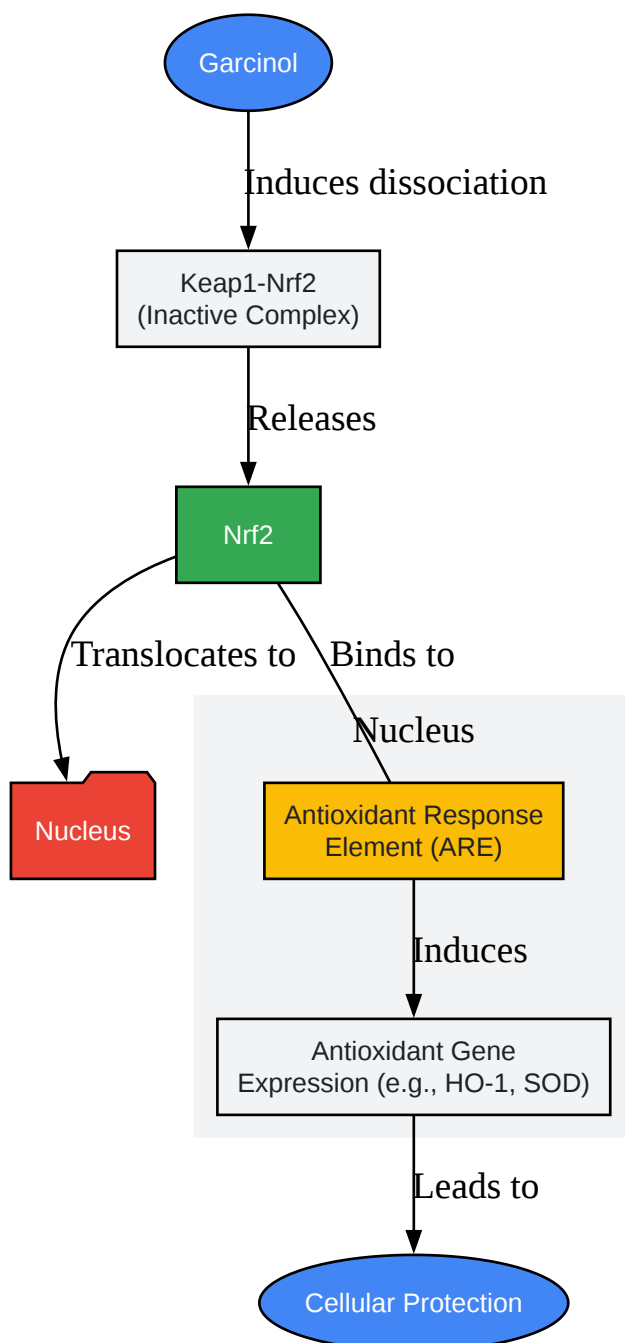 Garcinol
Induces dissociation
Keap1-Nrf2
(Inactive Complex)
Releases
Nrf2
Translocates to
Binds to
Nucleus
Nucleus
Antioxidant Response
Element (ARE)
Induces
Antioxidant Gene
Expression (e.g., HO-1, SOD)
Leads to
Cellular Protection